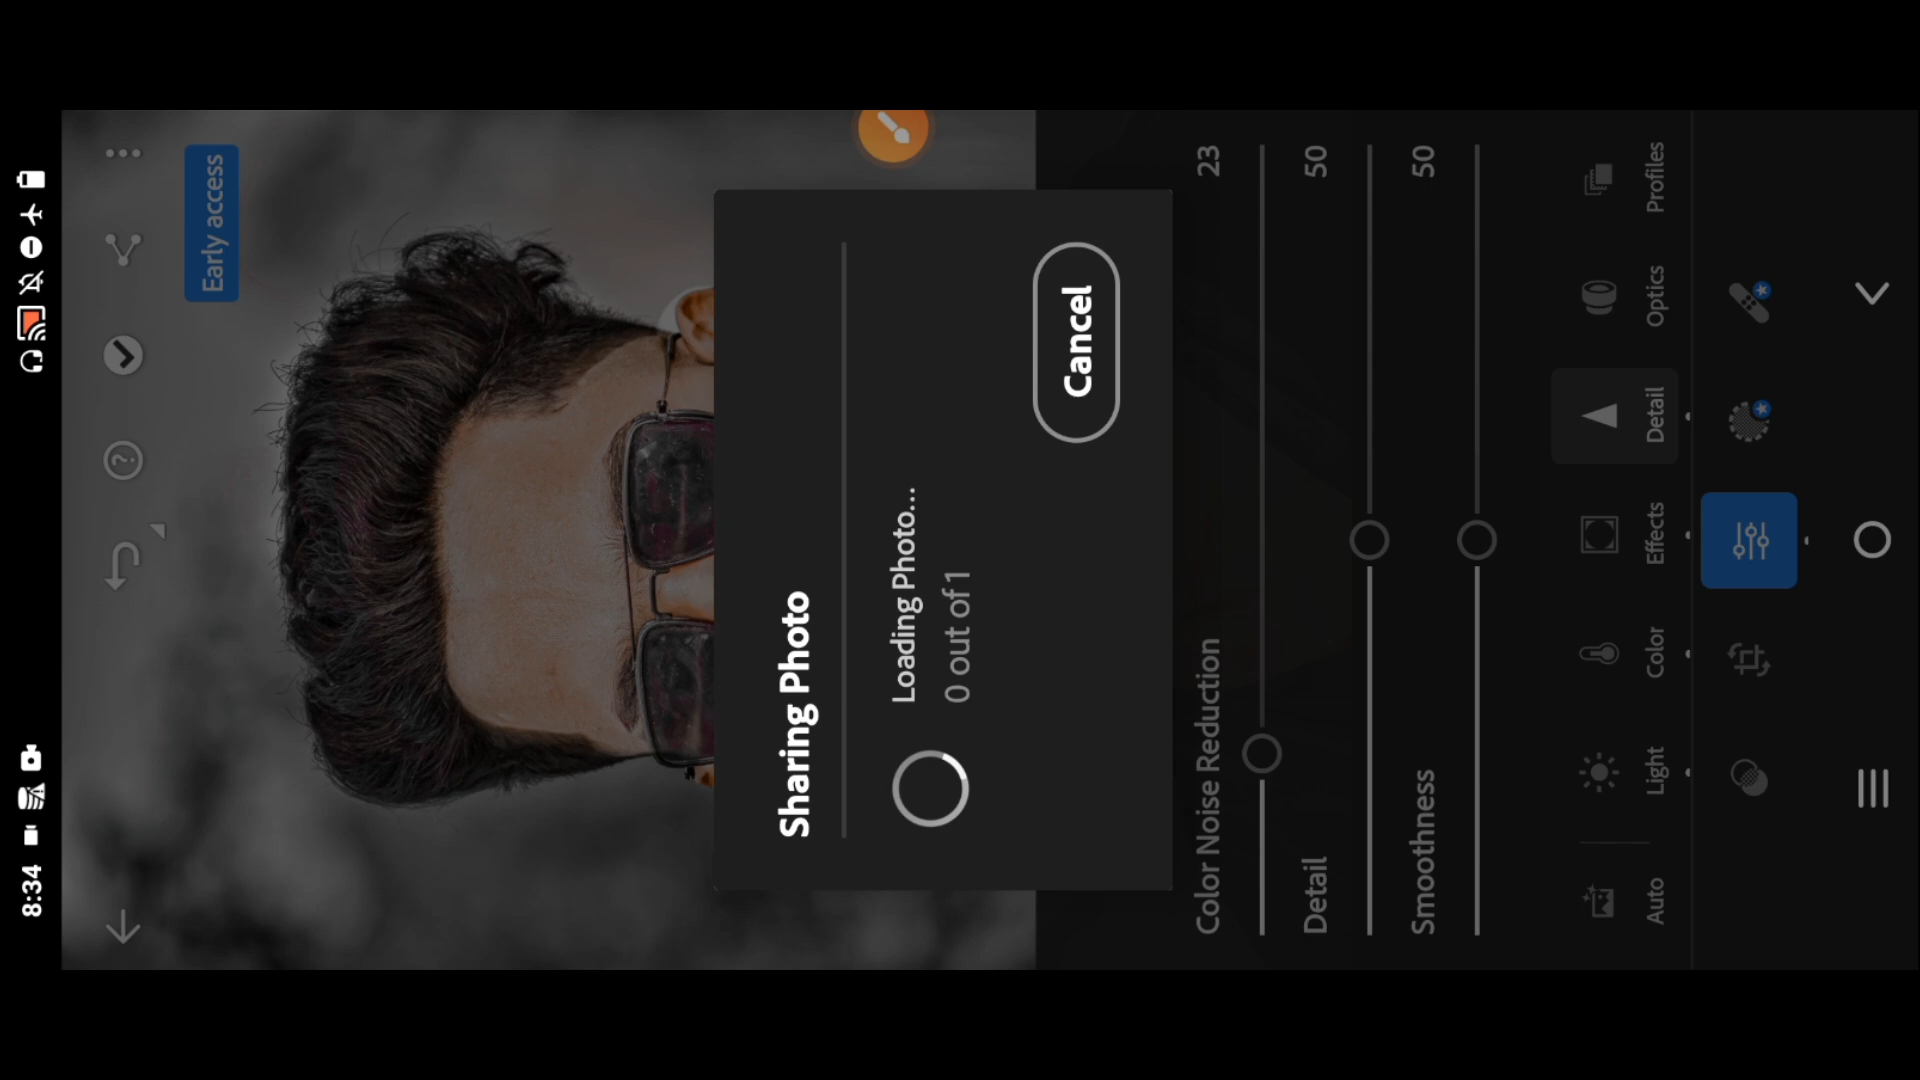 8:34
Early access
Sharing Photo
Loading Photo...
0 out of 1
Cancel
Color Noise Reduction 23
Detail 50
Smoothness 50
Auto Light Color Effects Detail Optics Profiles